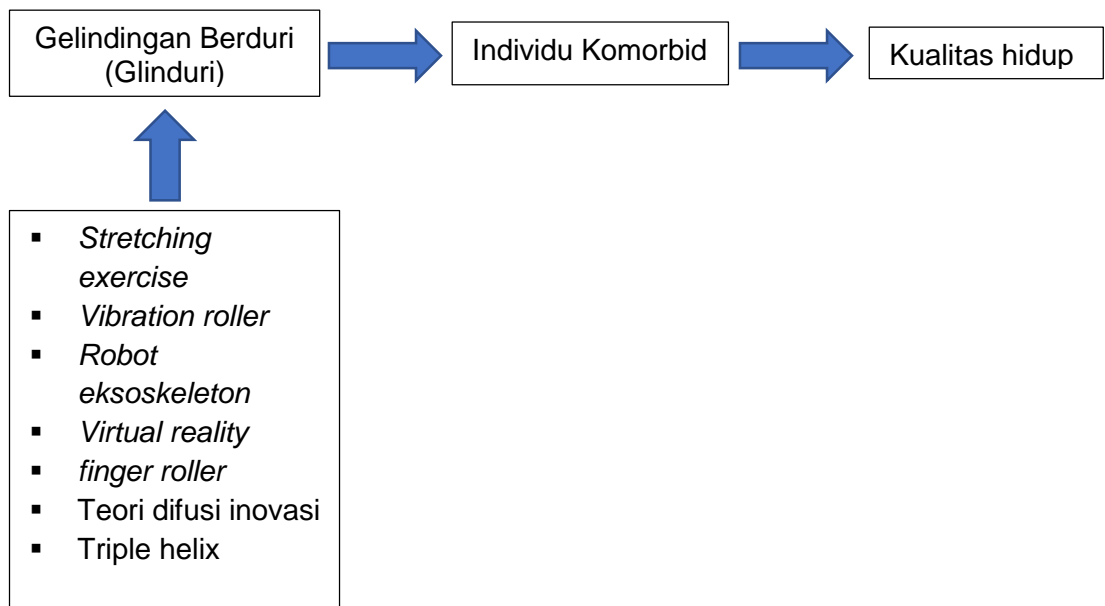 Gelindingan Berduri
(Glinduri)
Individu Komorbid
Kualitas hidup
▪ Stretching
exercise
▪ Vibration roller
▪ Robot
eksoskeleton
▪ Virtual reality
▪ finger roller
▪ Teori difusi inovasi
▪ Triple helix